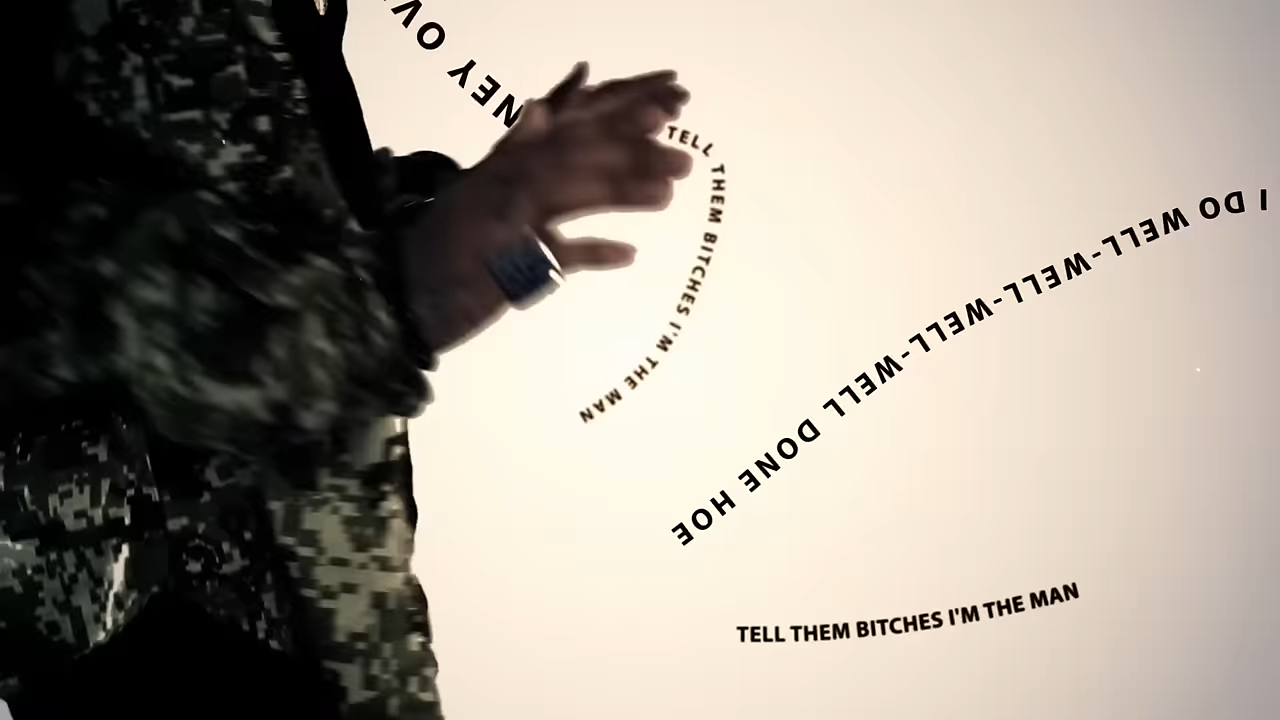 NEY OV
TELL THEM BITCHES I'M THE MAN
I DO WELL-WELL-WELL-WELL DONE HOE
TELL THEM BITCHES I'M THE MAN